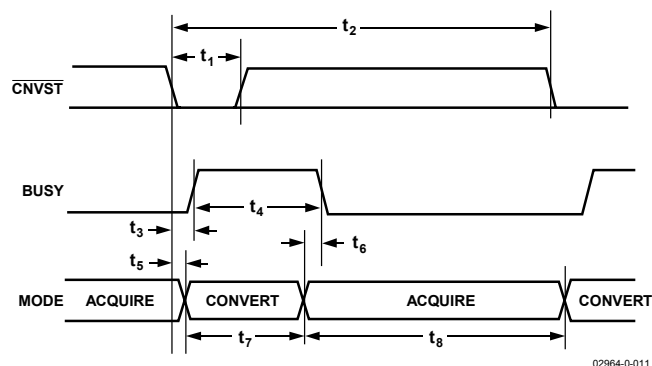 t2
t1
CNVST
BUSY
t4
t3
t6
t5
MODE ACQUIRE CONVERT ACQUIRE CONVERT
t7 t8
02964-0-011